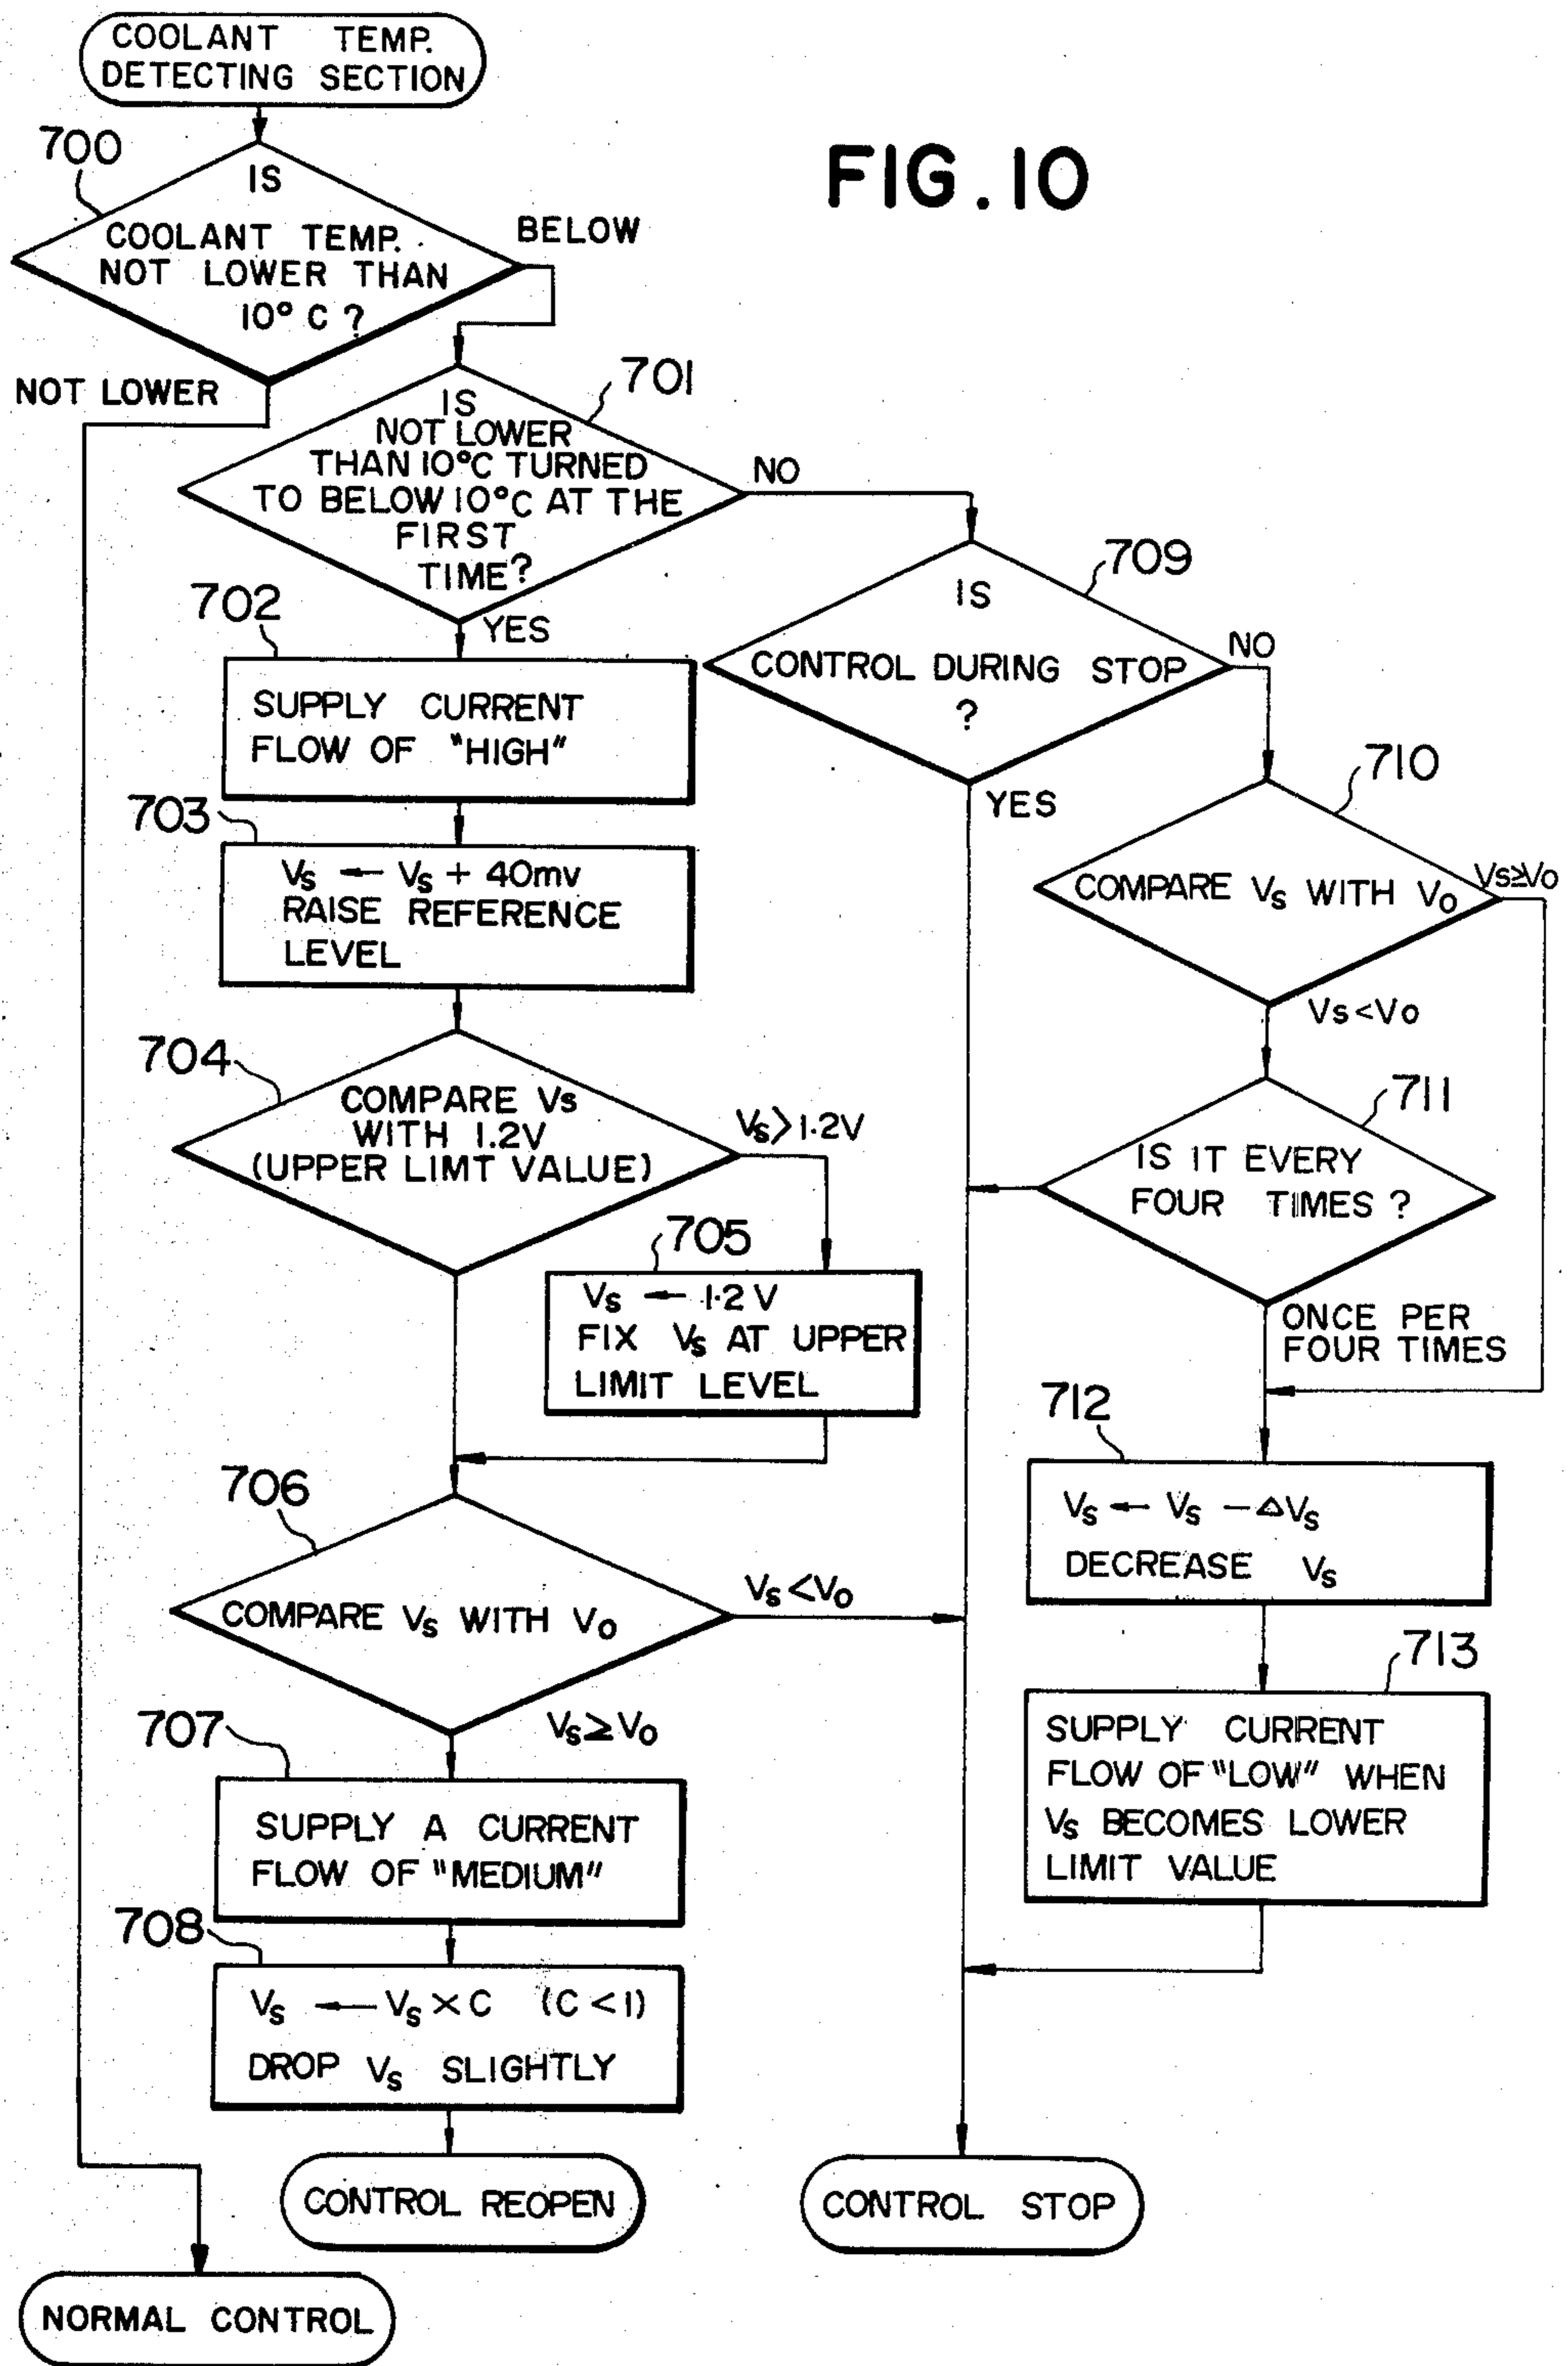 COOLANT TEMP.
DETECTING SECTION
FIG. 10
700
IS
COOLANT TEMP.
NOT LOWER THAN
10° C ?
BELOW
NOT LOWER
701
IS
NOT LOWER
THAN 10°C TURNED
TO BELOW 10°C AT THE
FIRST
TIME?
NO
YES
702
SUPPLY CURRENT
FLOW OF "HIGH"
703
Vs ← Vs + 40mv
RAISE REFERENCE
LEVEL
704
COMPARE Vs
WITH 1.2V
(UPPER LIMT VALUE)
Vs > 1.2V
705
Vs ← 1.2 V
FIX Vs AT UPPER
LIMIT LEVEL
706
COMPARE Vs WITH Vo
Vs < Vo
Vs ≥ Vo
707
SUPPLY A CURRENT
FLOW OF "MEDIUM"
708
Vs ← Vs × C (C < 1)
DROP Vs SLIGHTLY
CONTROL REOPEN
NORMAL CONTROL
709
IS
CONTROL DURING STOP
?
NO
YES
710
COMPARE Vs WITH Vo
Vs ≥ Vo
Vs < Vo
711
IS IT EVERY
FOUR TIMES ?
ONCE PER
FOUR TIMES
712
Vs ← Vs − ΔVs
DECREASE Vs
713
SUPPLY CURRENT
FLOW OF "LOW" WHEN
Vs BECOMES LOWER
LIMIT VALUE
CONTROL STOP